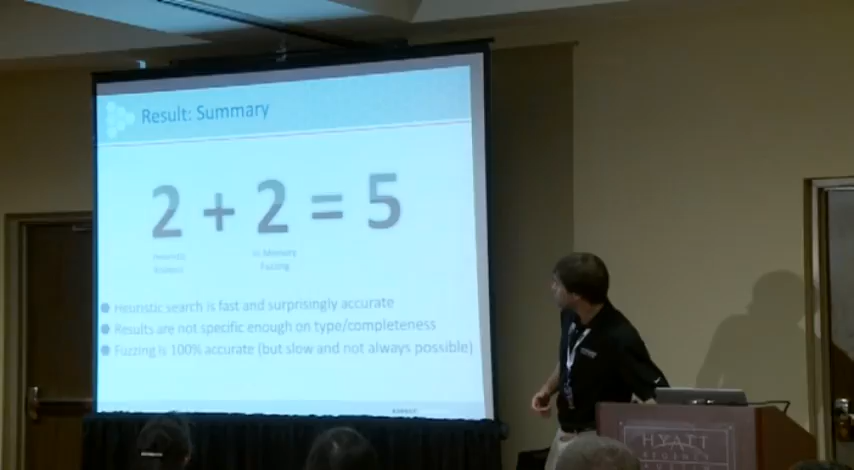 Result: Summary
2 + 2 = 5
Heuristic
In Memory
Fuzzing
Heuristic search is fast and surprisingly accurate
Results are not specific enough on type/completeness
Fuzzing is 100% accurate (but slow and not always possible)
HYATT
REGENCY